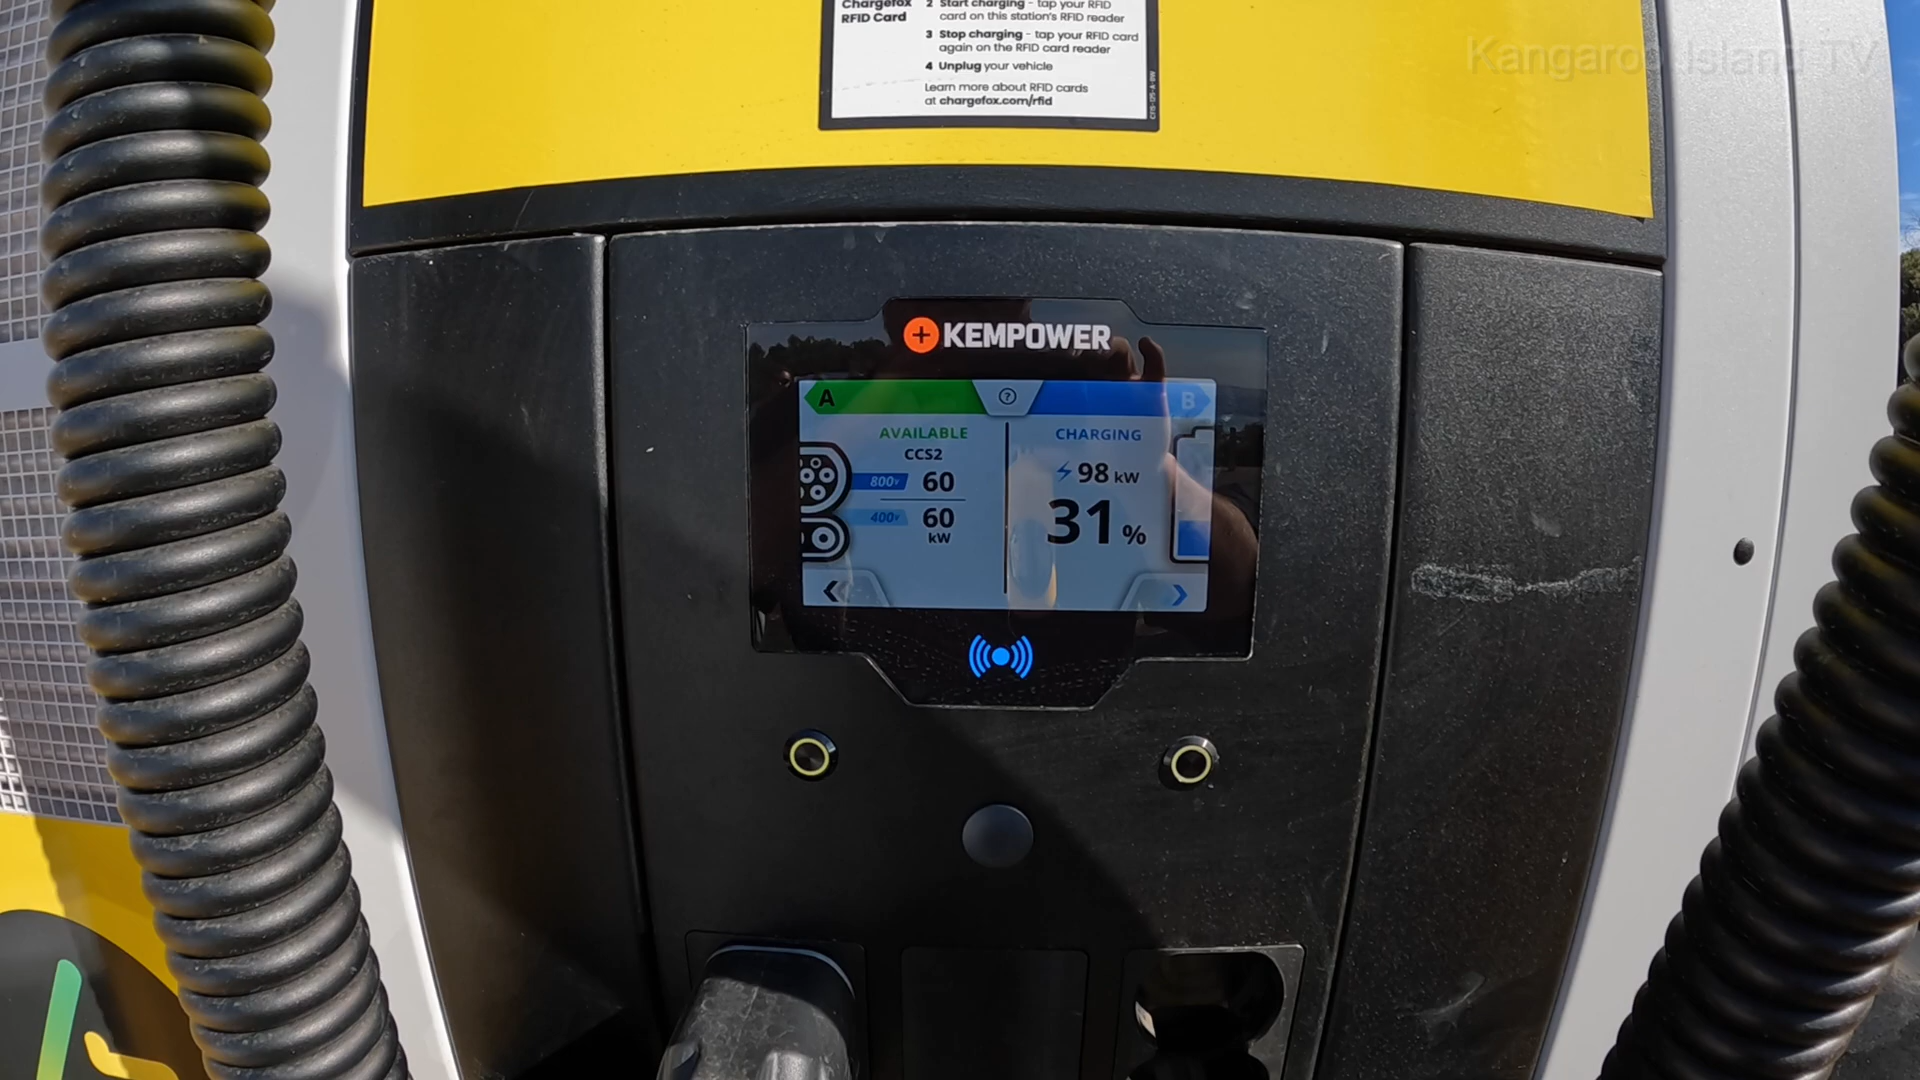 Chargefox
RFID Card
2 Start charging - tap your RFID
card on this station's RFID reader
3 Stop charging - tap your RFID card
again on the RFID card reader
4 Unplug your vehicle
Learn more about RFID cards
at chargefox.com/rfid
Kangaroo Island TV
KEMPOWER
A
?
B
AVAILABLE
CCS2
800V 60
400V 60
kW
CHARGING
98 kW
31%